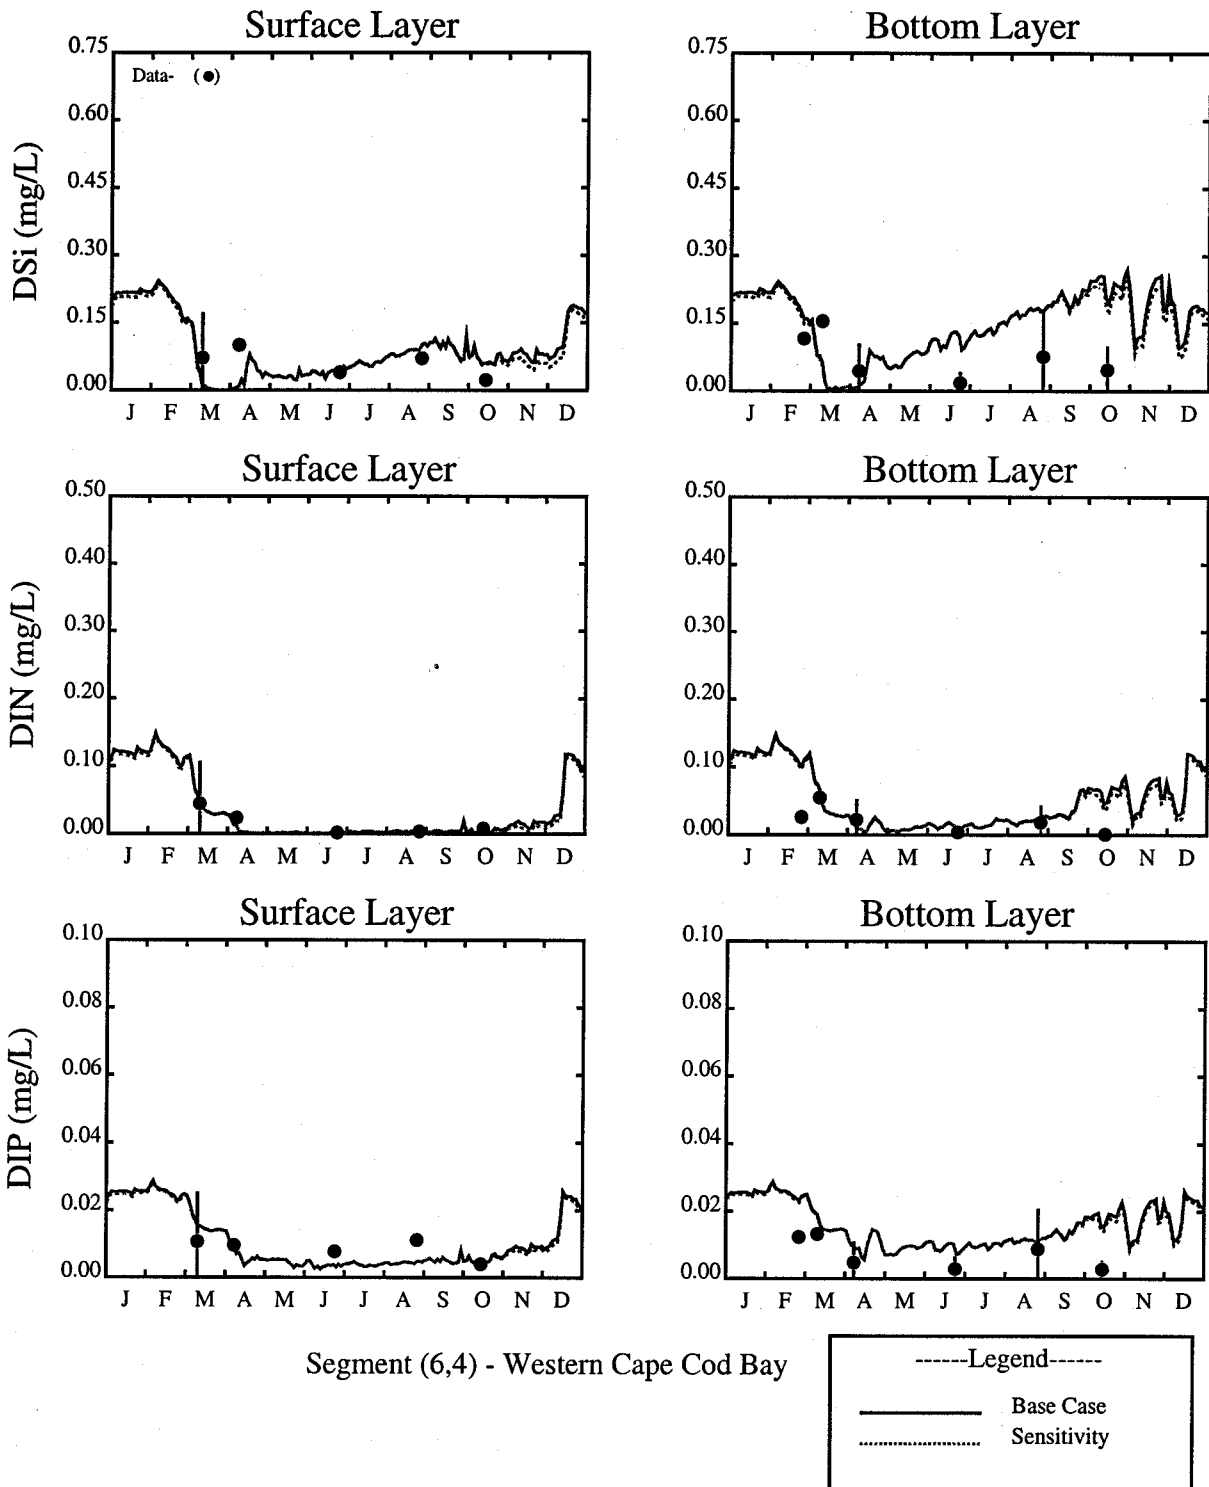 Surface Layer
Bottom Layer
DSi (mg/L)
0.75
0.60
0.45
0.30
0.15
0.00
Data- (●)
J F M A M J J A S O N D
0.75
0.60
0.45
0.30
0.15
0.00
J F M A M J J A S O N D
Surface Layer
Bottom Layer
DIN (mg/L)
0.50
0.40
0.30
0.20
0.10
0.00
J F M A M J J A S O N D
0.50
0.40
0.30
0.20
0.10
0.00
J F M A M J J A S O N D
Surface Layer
Bottom Layer
DIP (mg/L)
0.10
0.08
0.06
0.04
0.02
0.00
J F M A M J J A S O N D
0.10
0.08
0.06
0.04
0.02
0.00
J F M A M J J A S O N D
Segment (6,4) - Western Cape Cod Bay
------Legend------
Base Case
Sensitivity